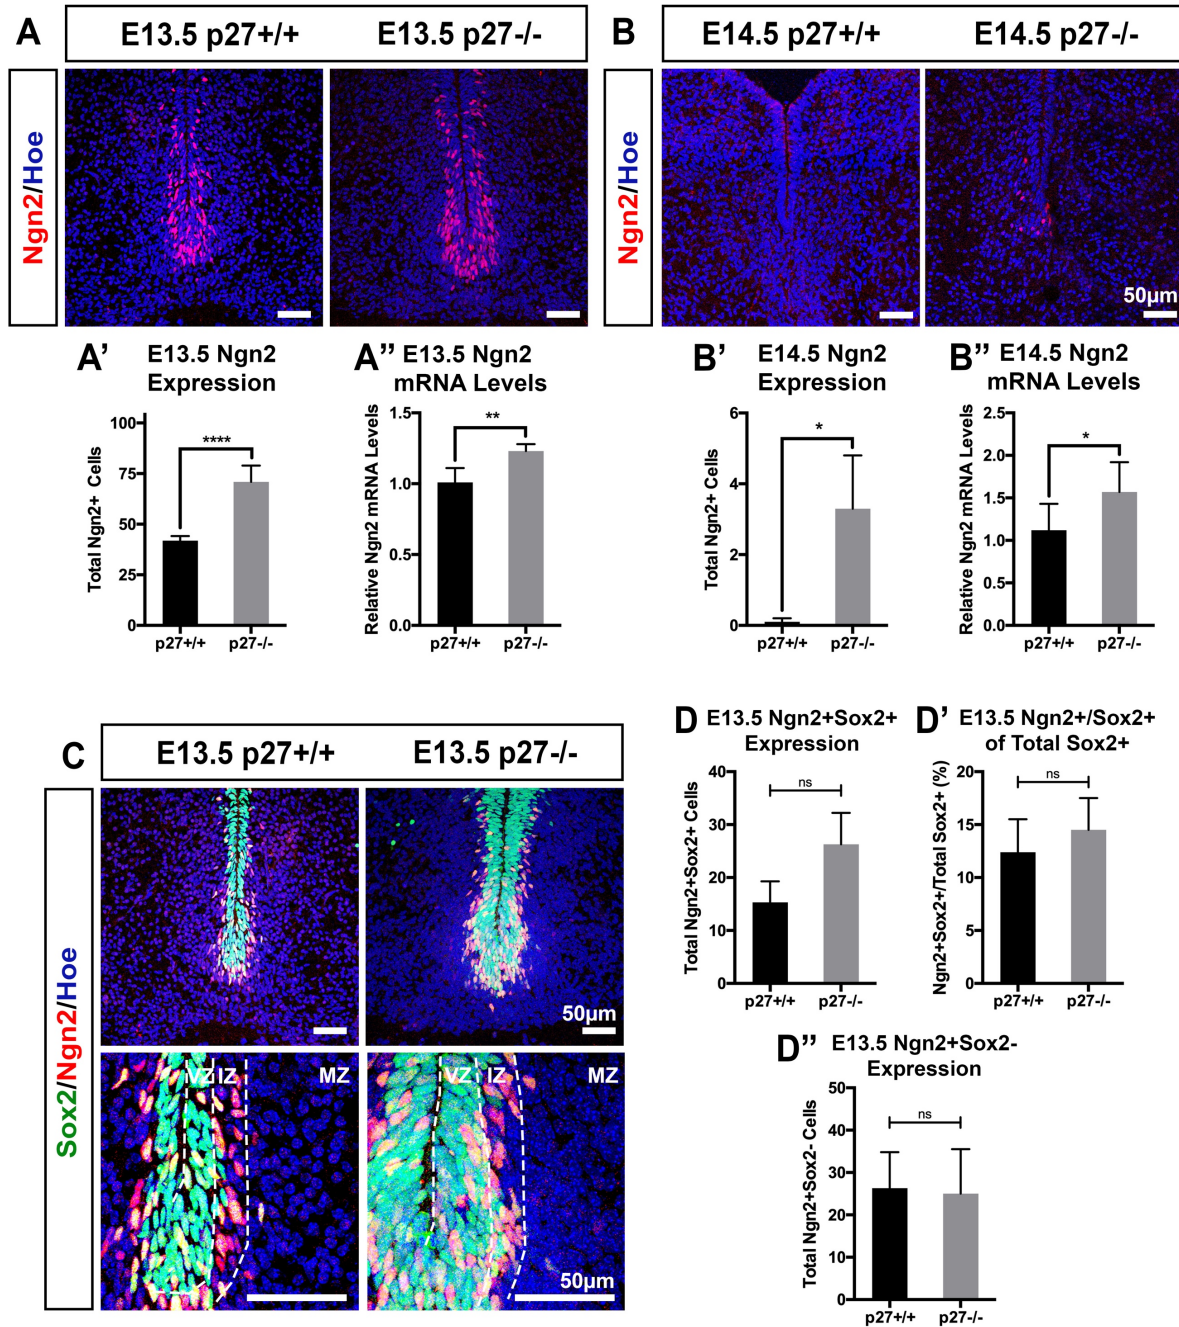 A
E13.5 p27+/+
E13.5 p27-/-
Ngn2/Hoe
B
E14.5 p27+/+
E14.5 p27-/-
Ngn2/Hoe
50µm
A'
E13.5 Ngn2
Expression
Total Ngn2+ Cells
100
75
50
25
0
****
p27+/+
p27-/-
A"
E13.5 Ngn2
mRNA Levels
Relative Ngn2 mRNA Levels
1.5
1.0
0.5
0.0
**
p27+/+
p27-/-
B'
E14.5 Ngn2
Expression
Total Ngn2+ Cells
6
4
2
0
*
p27+/+
p27-/-
B"
E14.5 Ngn2
mRNA Levels
Relative Ngn2 mRNA Levels
2.5
2.0
1.5
1.0
0.5
0.0
*
p27+/+
p27-/-
C
E13.5 p27+/+
E13.5 p27-/-
Sox2/Ngn2/Hoe
50µm
VZ
IZ
MZ
VZ
IZ
MZ
50µm
D
E13.5 Ngn2+Sox2+
Expression
Total Ngn2+Sox2+ Cells
40
30
20
10
0
ns
p27+/+
p27-/-
D'
E13.5 Ngn2+/Sox2+
of Total Sox2+
Ngn2+Sox2+/Total Sox2+ (%)
20
15
10
5
0
ns
p27+/+
p27-/-
D"
E13.5 Ngn2+Sox2-
Expression
Total Ngn2+Sox2- Cells
50
40
30
20
10
0
ns
p27+/+
p27-/-